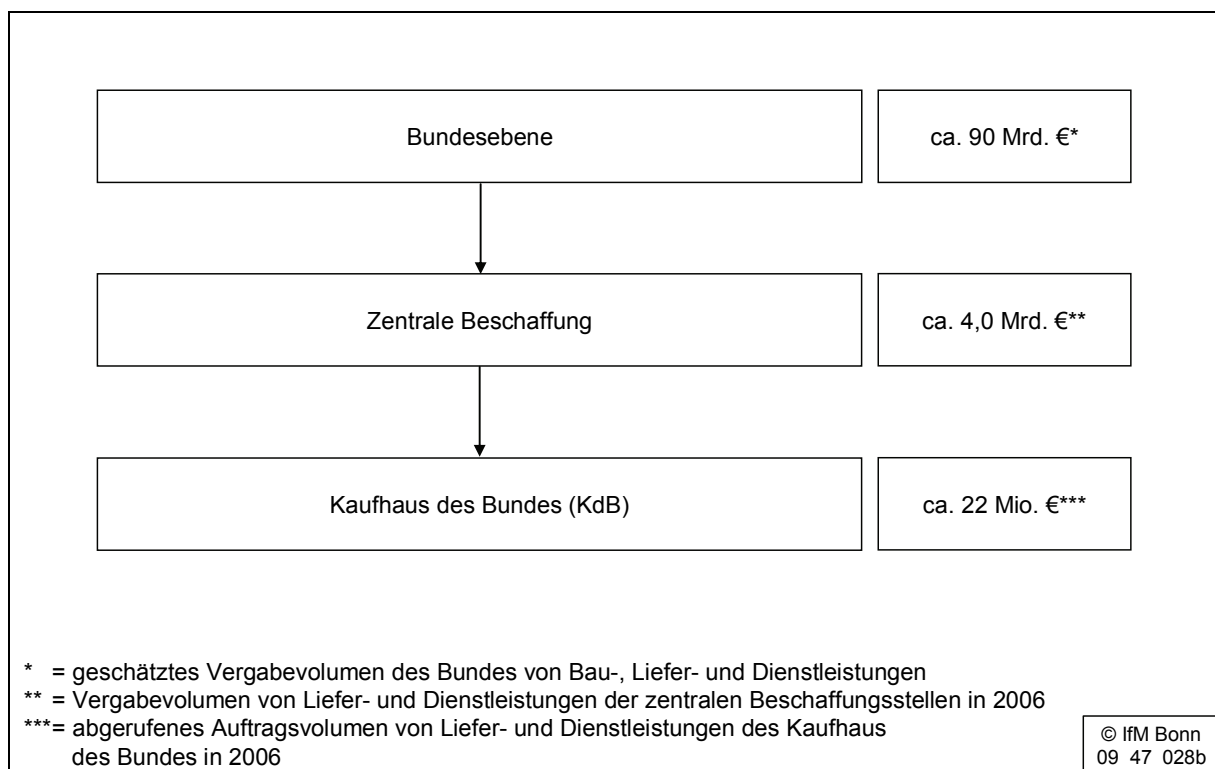 Bundesebene
ca. 90 Mrd. €*
Zentrale Beschaffung
ca. 4,0 Mrd. €**
Kaufhaus des Bundes (KdB)
ca. 22 Mio. €***
* = geschätztes Vergabevolumen des Bundes von Bau-, Liefer- und Dienstleistungen
** = Vergabevolumen von Liefer- und Dienstleistungen der zentralen Beschaffungsstellen in 2006
***= abgerufenes Auftragsvolumen von Liefer- und Dienstleistungen des Kaufhaus
des Bundes in 2006
© IfM Bonn
09 47 028b